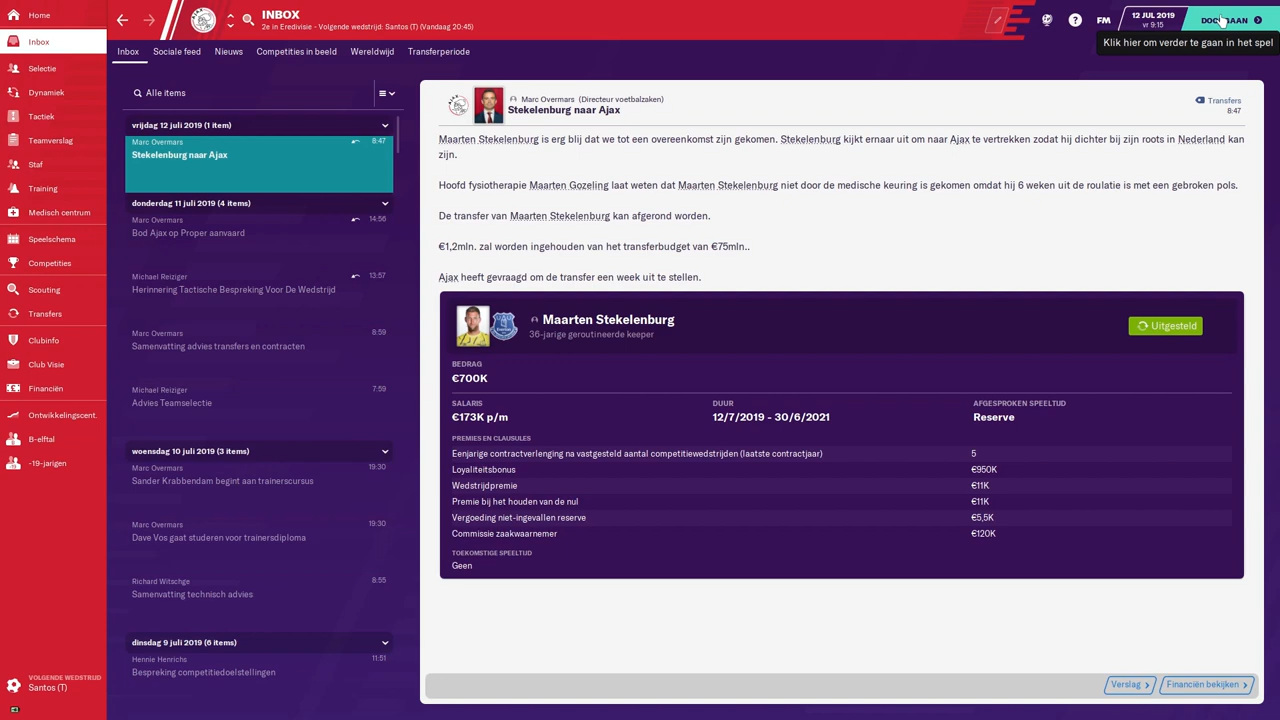 Home
Inbox
Selectie
Dynamiek
Tactiek
Teamverslag
Staf
Training
Medisch centrum
Speelschema
Competities
Scouting
Transfers
Clubinfo
Club Visie
Financiën
Ontwikkelingscent.
B-elftal
-19-jarigen
VOLGENDE WEDSTRIJD
Santos (T)
INBOX
2e in Eredivisie - Volgende wedstrijd: Santos (T) (Vandaag 20:45)
FM
12 JUL 2019
vr 9:15
Klik hier om verder te gaan in het spel
Inbox
Sociale feed
Nieuws
Competities in beeld
Wereldwijd
Transferperiode
Alle items
vrijdag 12 juli 2019 (1 item)
Marc Overmars 8:47
Stekelenburg naar Ajax
donderdag 11 juli 2019 (4 items)
Marc Overmars 14:56
Bod Ajax op Proper aanvaard
Michael Reiziger 13:57
Herinnering Tactische Bespreking Voor De Wedstrijd
Marc Overmars 8:59
Samenvatting advies transfers en contracten
Michael Reiziger 7:59
Advies Teamselectie
woensdag 10 juli 2019 (3 items)
Marc Overmars 19:30
Sander Krabbendam begint aan trainerscursus
Marc Overmars 19:30
Dave Vos gaat studeren voor trainersdiploma
Richard Witschge 8:55
Samenvatting technisch advies
dinsdag 9 juli 2019 (6 items)
Hennie Henrichs 11:51
Bespreking competitiedoelstellingen
Marc Overmars (Directeur voetbalzaken)
Stekelenburg naar Ajax
Transfers
8:47
Maarten Stekelenburg is erg blij dat we tot een overeenkomst zijn gekomen. Stekelenburg kijkt ernaar uit om naar Ajax te vertrekken zodat hij dichter bij zijn roots in Nederland kan
zijn.
Hoofd fysiotherapie Maarten Gozeling laat weten dat Maarten Stekelenburg niet door de medische keuring is gekomen omdat hij 6 weken uit de roulatie is met een gebroken pols.
De transfer van Maarten Stekelenburg kan afgerond worden.
€1,2mln. zal worden ingehouden van het transferbudget van €75mln..
Ajax heeft gevraagd om de transfer een week uit te stellen.
Maarten Stekelenburg
36-jarige geroutineerde keeper
Uitgesteld
BEDRAG
€700K
SALARIS DUUR AFGESPROKEN SPEELTIJD
€173K p/m 12/7/2019 - 30/6/2021 Reserve
PREMIES EN CLAUSULES
Eenjarige contractverlenging na vastgesteld aantal competitiewedstrijden (laatste contractjaar) 5
Loyaliteitsbonus €950K
Wedstrijdpremie €11K
Premie bij het houden van de nul €11K
Vergoeding niet-ingevallen reserve €5,5K
Commissie zaakwaarnemer €120K
TOEKOMSTIGE SPEELTIJD
Geen
Verslag
Financiën bekijken